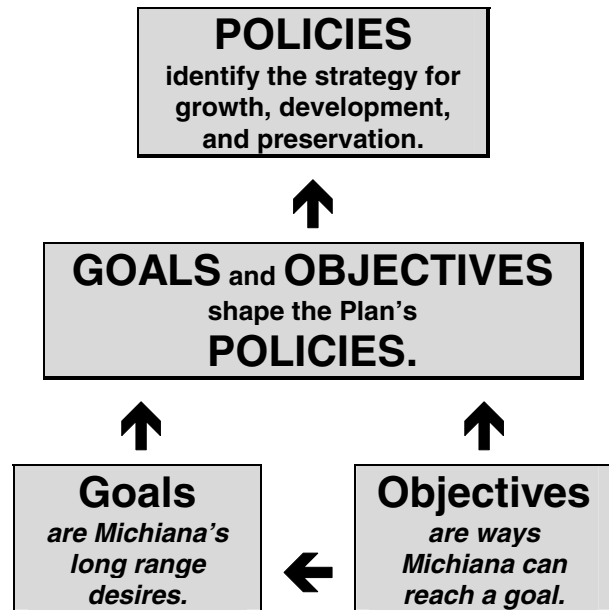 POLICIES
identify the strategy for
growth, development,
and preservation.
GOALS and OBJECTIVES
shape the Plan's
POLICIES.
Goals
are Michiana's
long range
desires.
Objectives
are ways
Michiana can
reach a goal.